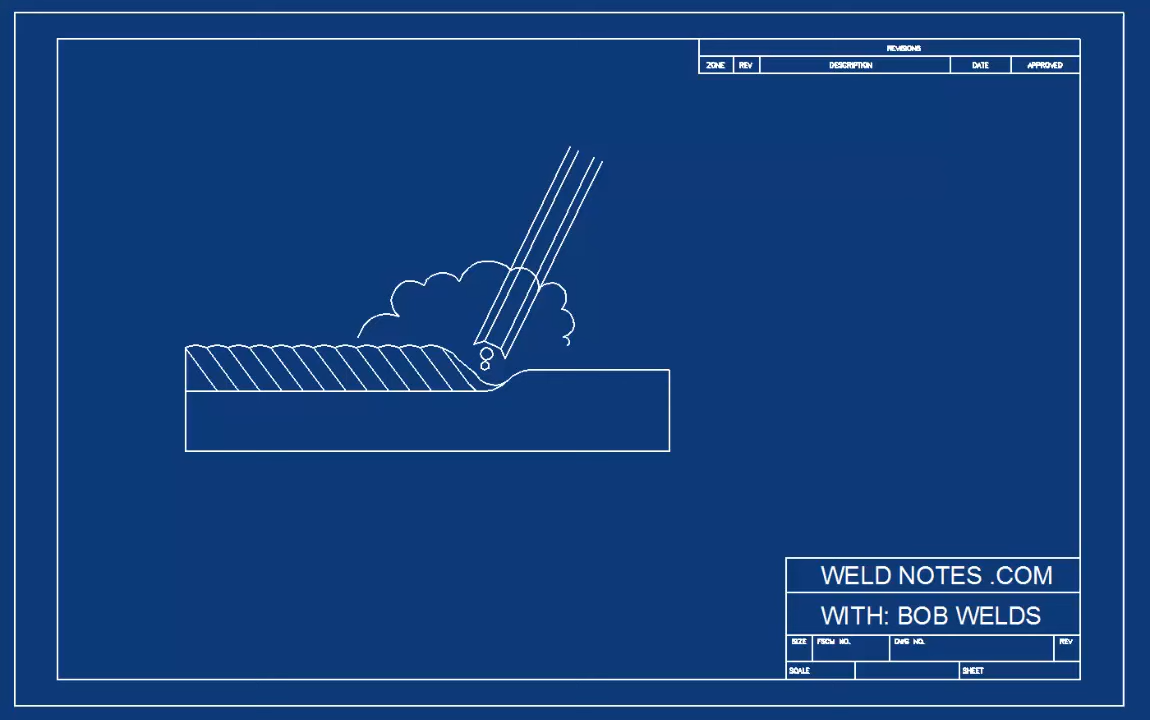 REVISIONS
ZONE REV DESCRIPTION DATE APPROVED
WELD NOTES .COM
WITH: BOB WELDS
SIZE FSCM NO. DWG NO. REV
SCALE SHEET